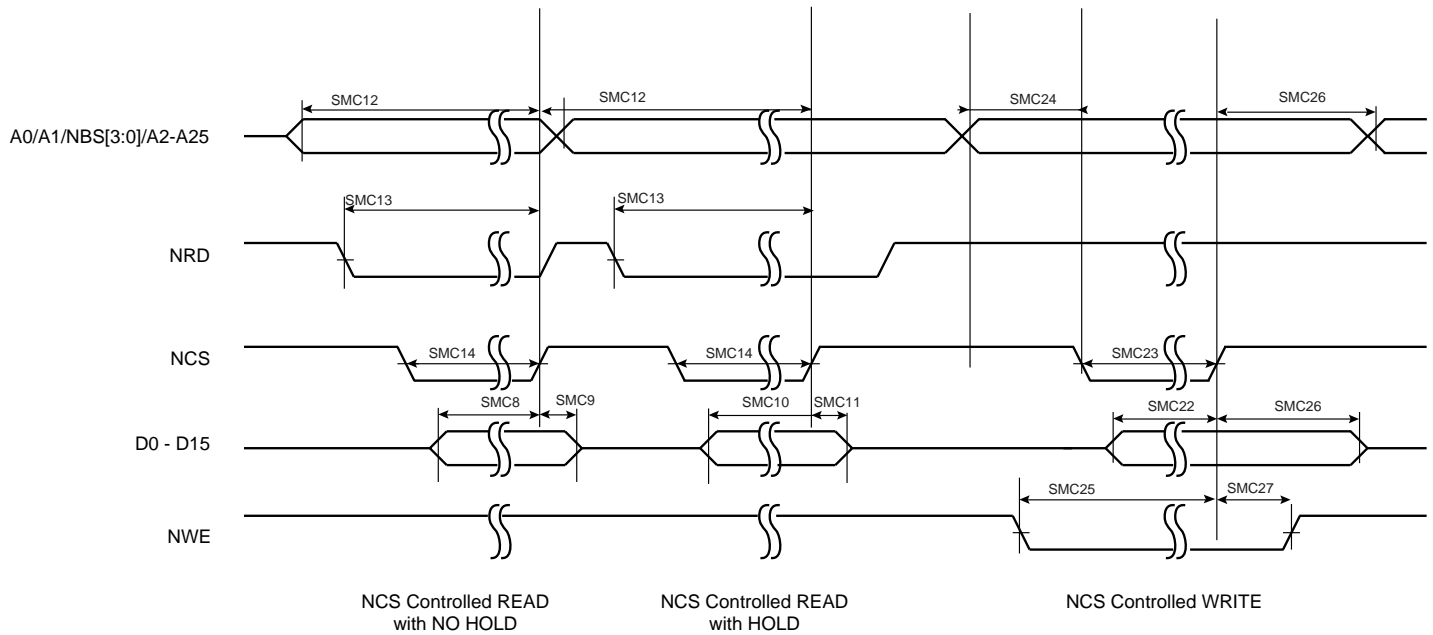 SMC12
SMC12
SMC24
SMC26
A0/A1/NBS[3:0]/A2-A25
SMC13
SMC13
NRD
NCS
SMC14
SMC14
SMC23
SMC8
SMC9
SMC10
SMC11
SMC22
SMC26
D0 - D15
SMC25
SMC27
NWE
NCS Controlled READ
with NO HOLD
NCS Controlled READ
with HOLD
NCS Controlled WRITE